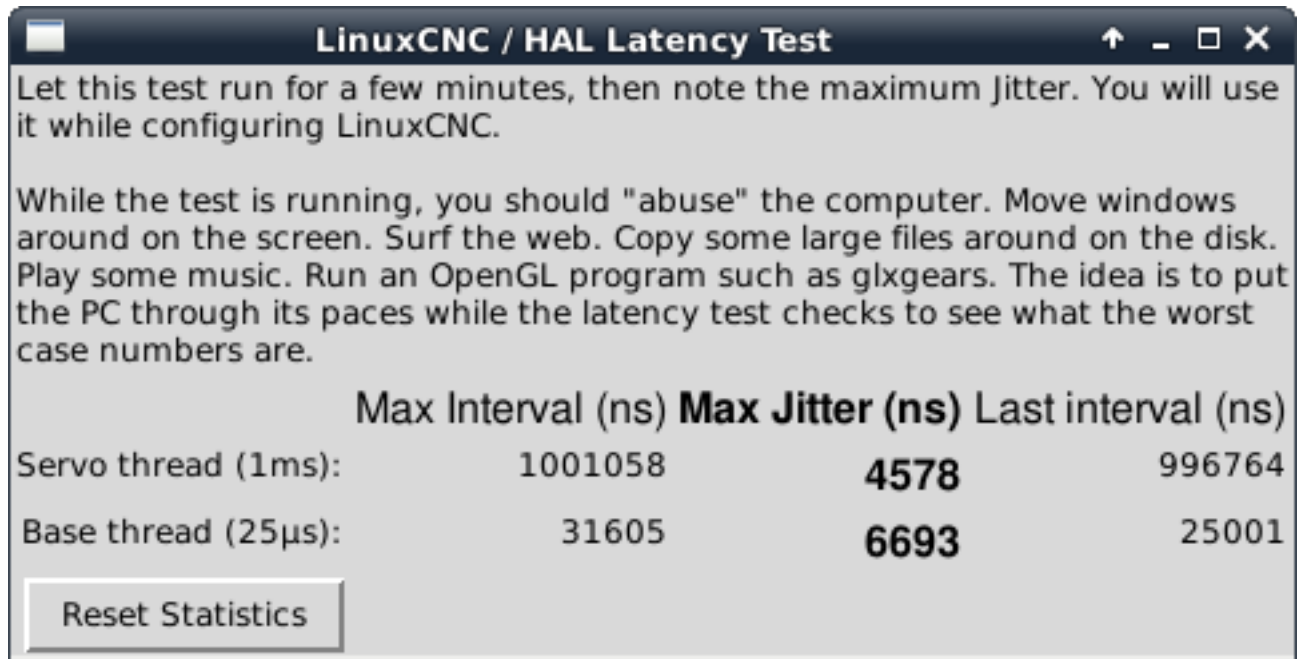 LinuxCNC / HAL Latency Test
Let this test run for a few minutes, then note the maximum Jitter. You will use
it while configuring LinuxCNC.
While the test is running, you should "abuse" the computer. Move windows
around on the screen. Surf the web. Copy some large files around on the disk.
Play some music. Run an OpenGL program such as glxgears. The idea is to put
the PC through its paces while the latency test checks to see what the worst
case numbers are.
Max Interval (ns) Max Jitter (ns) Last interval (ns)
Servo thread (1ms): 1001058 4578 996764
Base thread (25µs): 31605 6693 25001
Reset Statistics